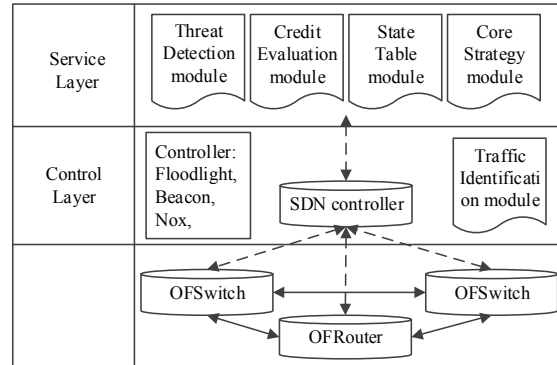 Service
Layer
Threat
Detection
module
Credit
Evaluation
module
State
Table
module
Core
Strategy
module
Control
Layer
Controller:
Floodlight,
Beacon,
Nox,
SDN controller
Traffic
Identificati
on module
OFSwitch
OFSwitch
OFRouter